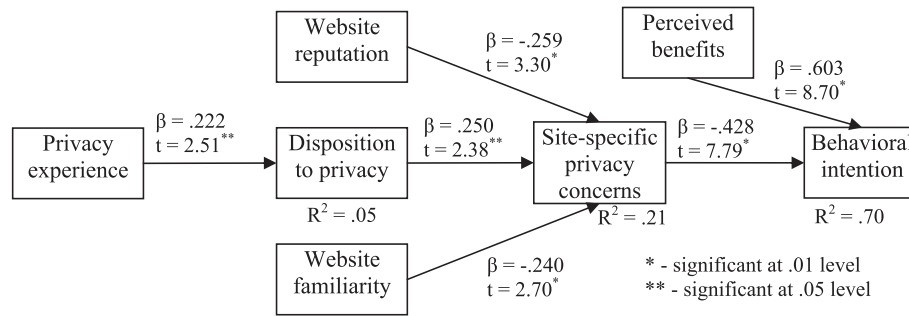 Website
reputation
β = -.259
t = 3.30*
Perceived
benefits
β = .603
t = 8.70*
Privacy
experience
β = .222
t = 2.51**
Disposition
to privacy
R² = .05
β = .250
t = 2.38**
Site-specific
privacy
concerns
R² = .21
β = -.428
t = 7.79*
Behavioral
intention
R² = .70
Website
familiarity
β = -.240
t = 2.70*
* - significant at .01 level
** - significant at .05 level